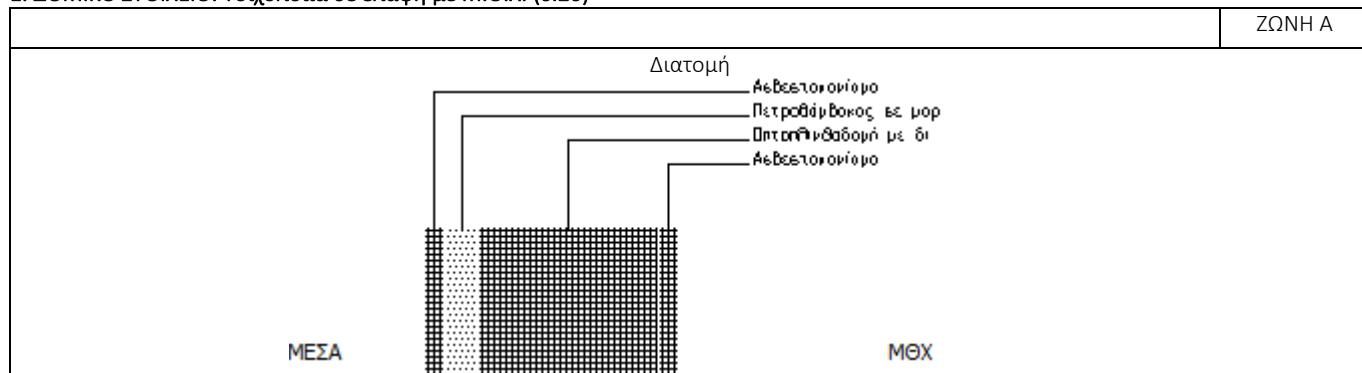 ΖΩΝΗ Α
Διατομή
Ασβεστοκονίαμα
Πετροβάμβακας σε μορ
Οπτοπλινθοδομή με δι
Ασβεστοκονίαμα
ΜΕΣΑ
ΜΘΧ